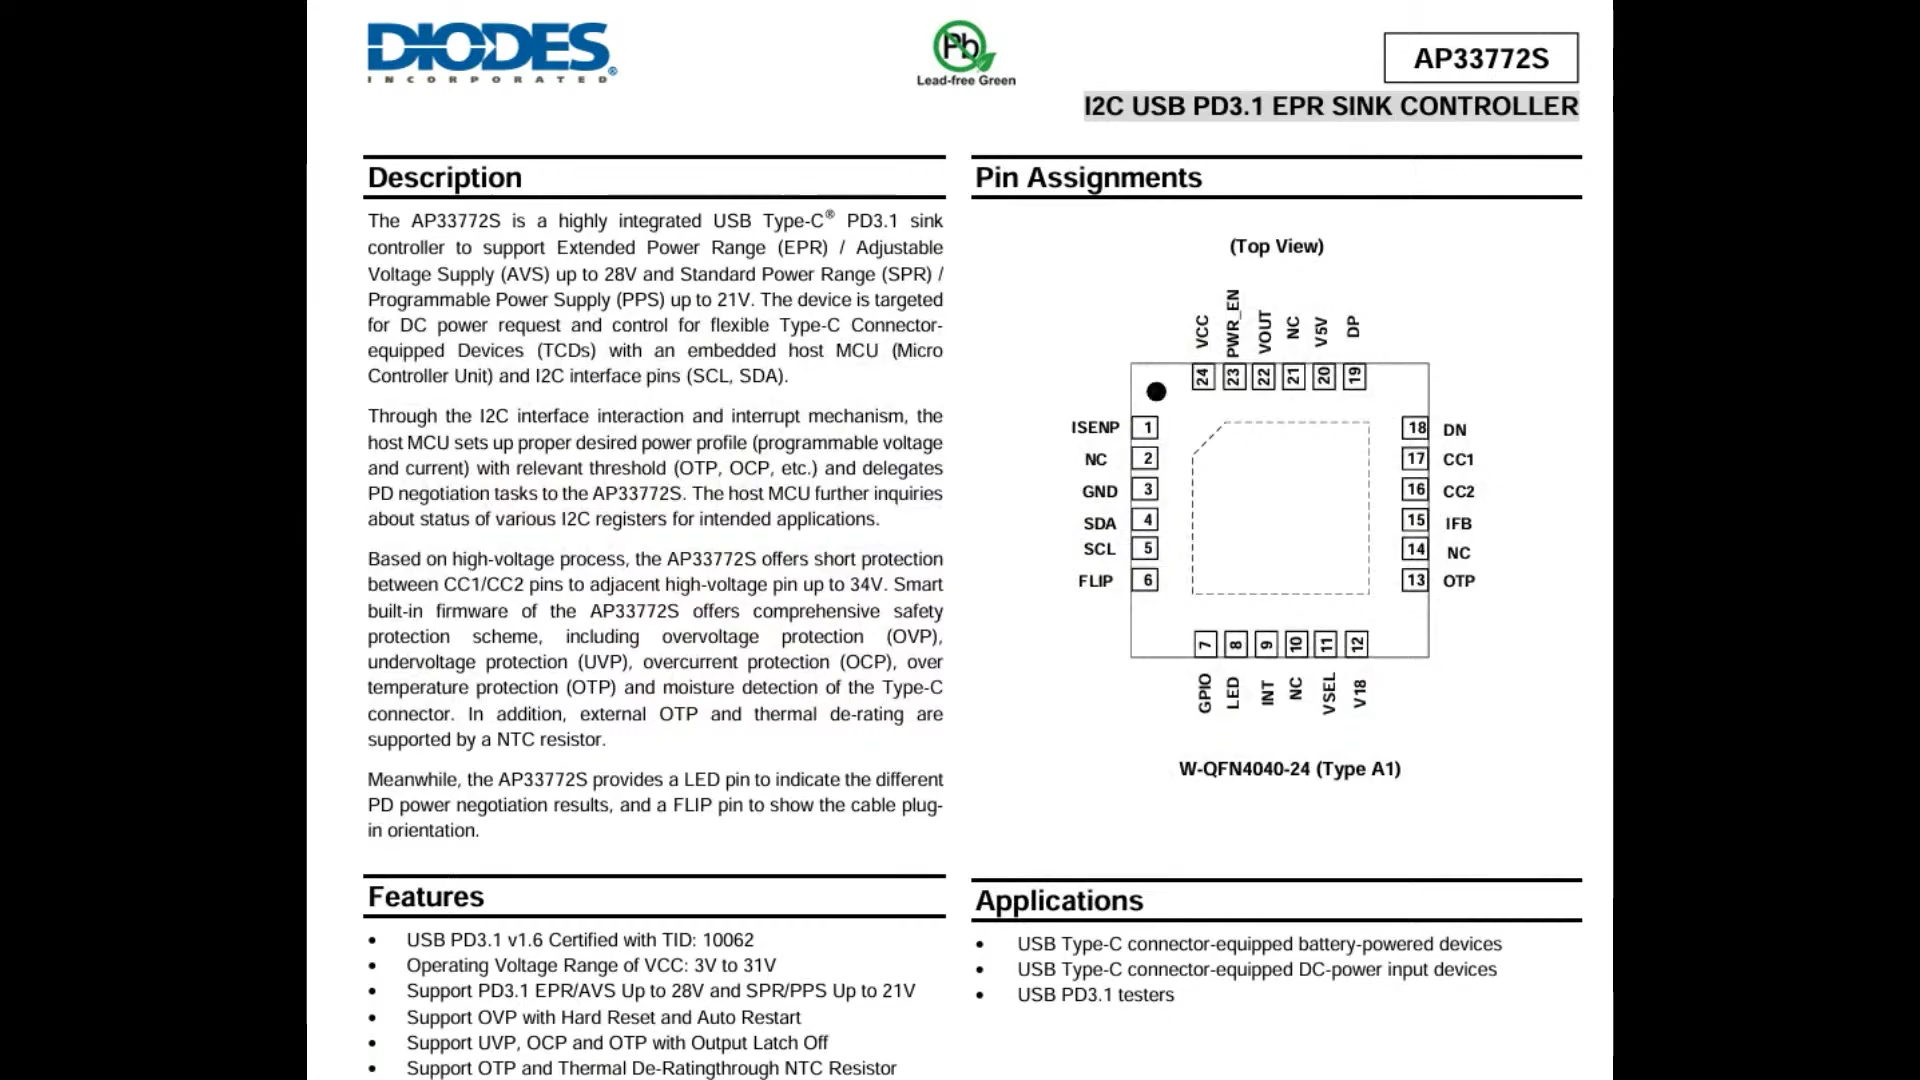 DIODES®
INCORPORATED
Pb
Lead-free Green
AP33772S
I2C USB PD3.1 EPR SINK CONTROLLER
Description
The AP33772S is a highly integrated USB Type-C® PD3.1 sink
controller to support Extended Power Range (EPR) / Adjustable
Voltage Supply (AVS) up to 28V and Standard Power Range (SPR) /
Programmable Power Supply (PPS) up to 21V. The device is targeted
for DC power request and control for flexible Type-C Connector-
equipped Devices (TCDs) with an embedded host MCU (Micro
Controller Unit) and I2C interface pins (SCL, SDA).
Through the I2C interface interaction and interrupt mechanism, the
host MCU sets up proper desired power profile (programmable voltage
and current) with relevant threshold (OTP, OCP, etc.) and delegates
PD negotiation tasks to the AP33772S. The host MCU further inquiries
about status of various I2C registers for intended applications.
Based on high-voltage process, the AP33772S offers short protection
between CC1/CC2 pins to adjacent high-voltage pin up to 34V. Smart
built-in firmware of the AP33772S offers comprehensive safety
protection scheme, including overvoltage protection (OVP),
undervoltage protection (UVP), overcurrent protection (OCP), over
temperature protection (OTP) and moisture detection of the Type-C
connector. In addition, external OTP and thermal de-rating are
supported by a NTC resistor.
Meanwhile, the AP33772S provides a LED pin to indicate the different
PD power negotiation results, and a FLIP pin to show the cable plug-
in orientation.
Features
• USB PD3.1 v1.6 Certified with TID: 10062
• Operating Voltage Range of VCC: 3V to 31V
• Support PD3.1 EPR/AVS Up to 28V and SPR/PPS Up to 21V
• Support OVP with Hard Reset and Auto Restart
• Support UVP, OCP and OTP with Output Latch Off
• Support OTP and Thermal De-Ratingthrough NTC Resistor
Pin Assignments
(Top View)
VCC PWR_EN VOUT NC V5V DP
24 23 22 21 20 19
ISENP 1 18 DN
NC 2 17 CC1
GND 3 16 CC2
SDA 4 15 IFB
SCL 5 14 NC
FLIP 6 13 OTP
7 8 9 10 11 12
GPIO LED INT NC VSEL V18
W-QFN4040-24 (Type A1)
Applications
• USB Type-C connector-equipped battery-powered devices
• USB Type-C connector-equipped DC-power input devices
• USB PD3.1 testers